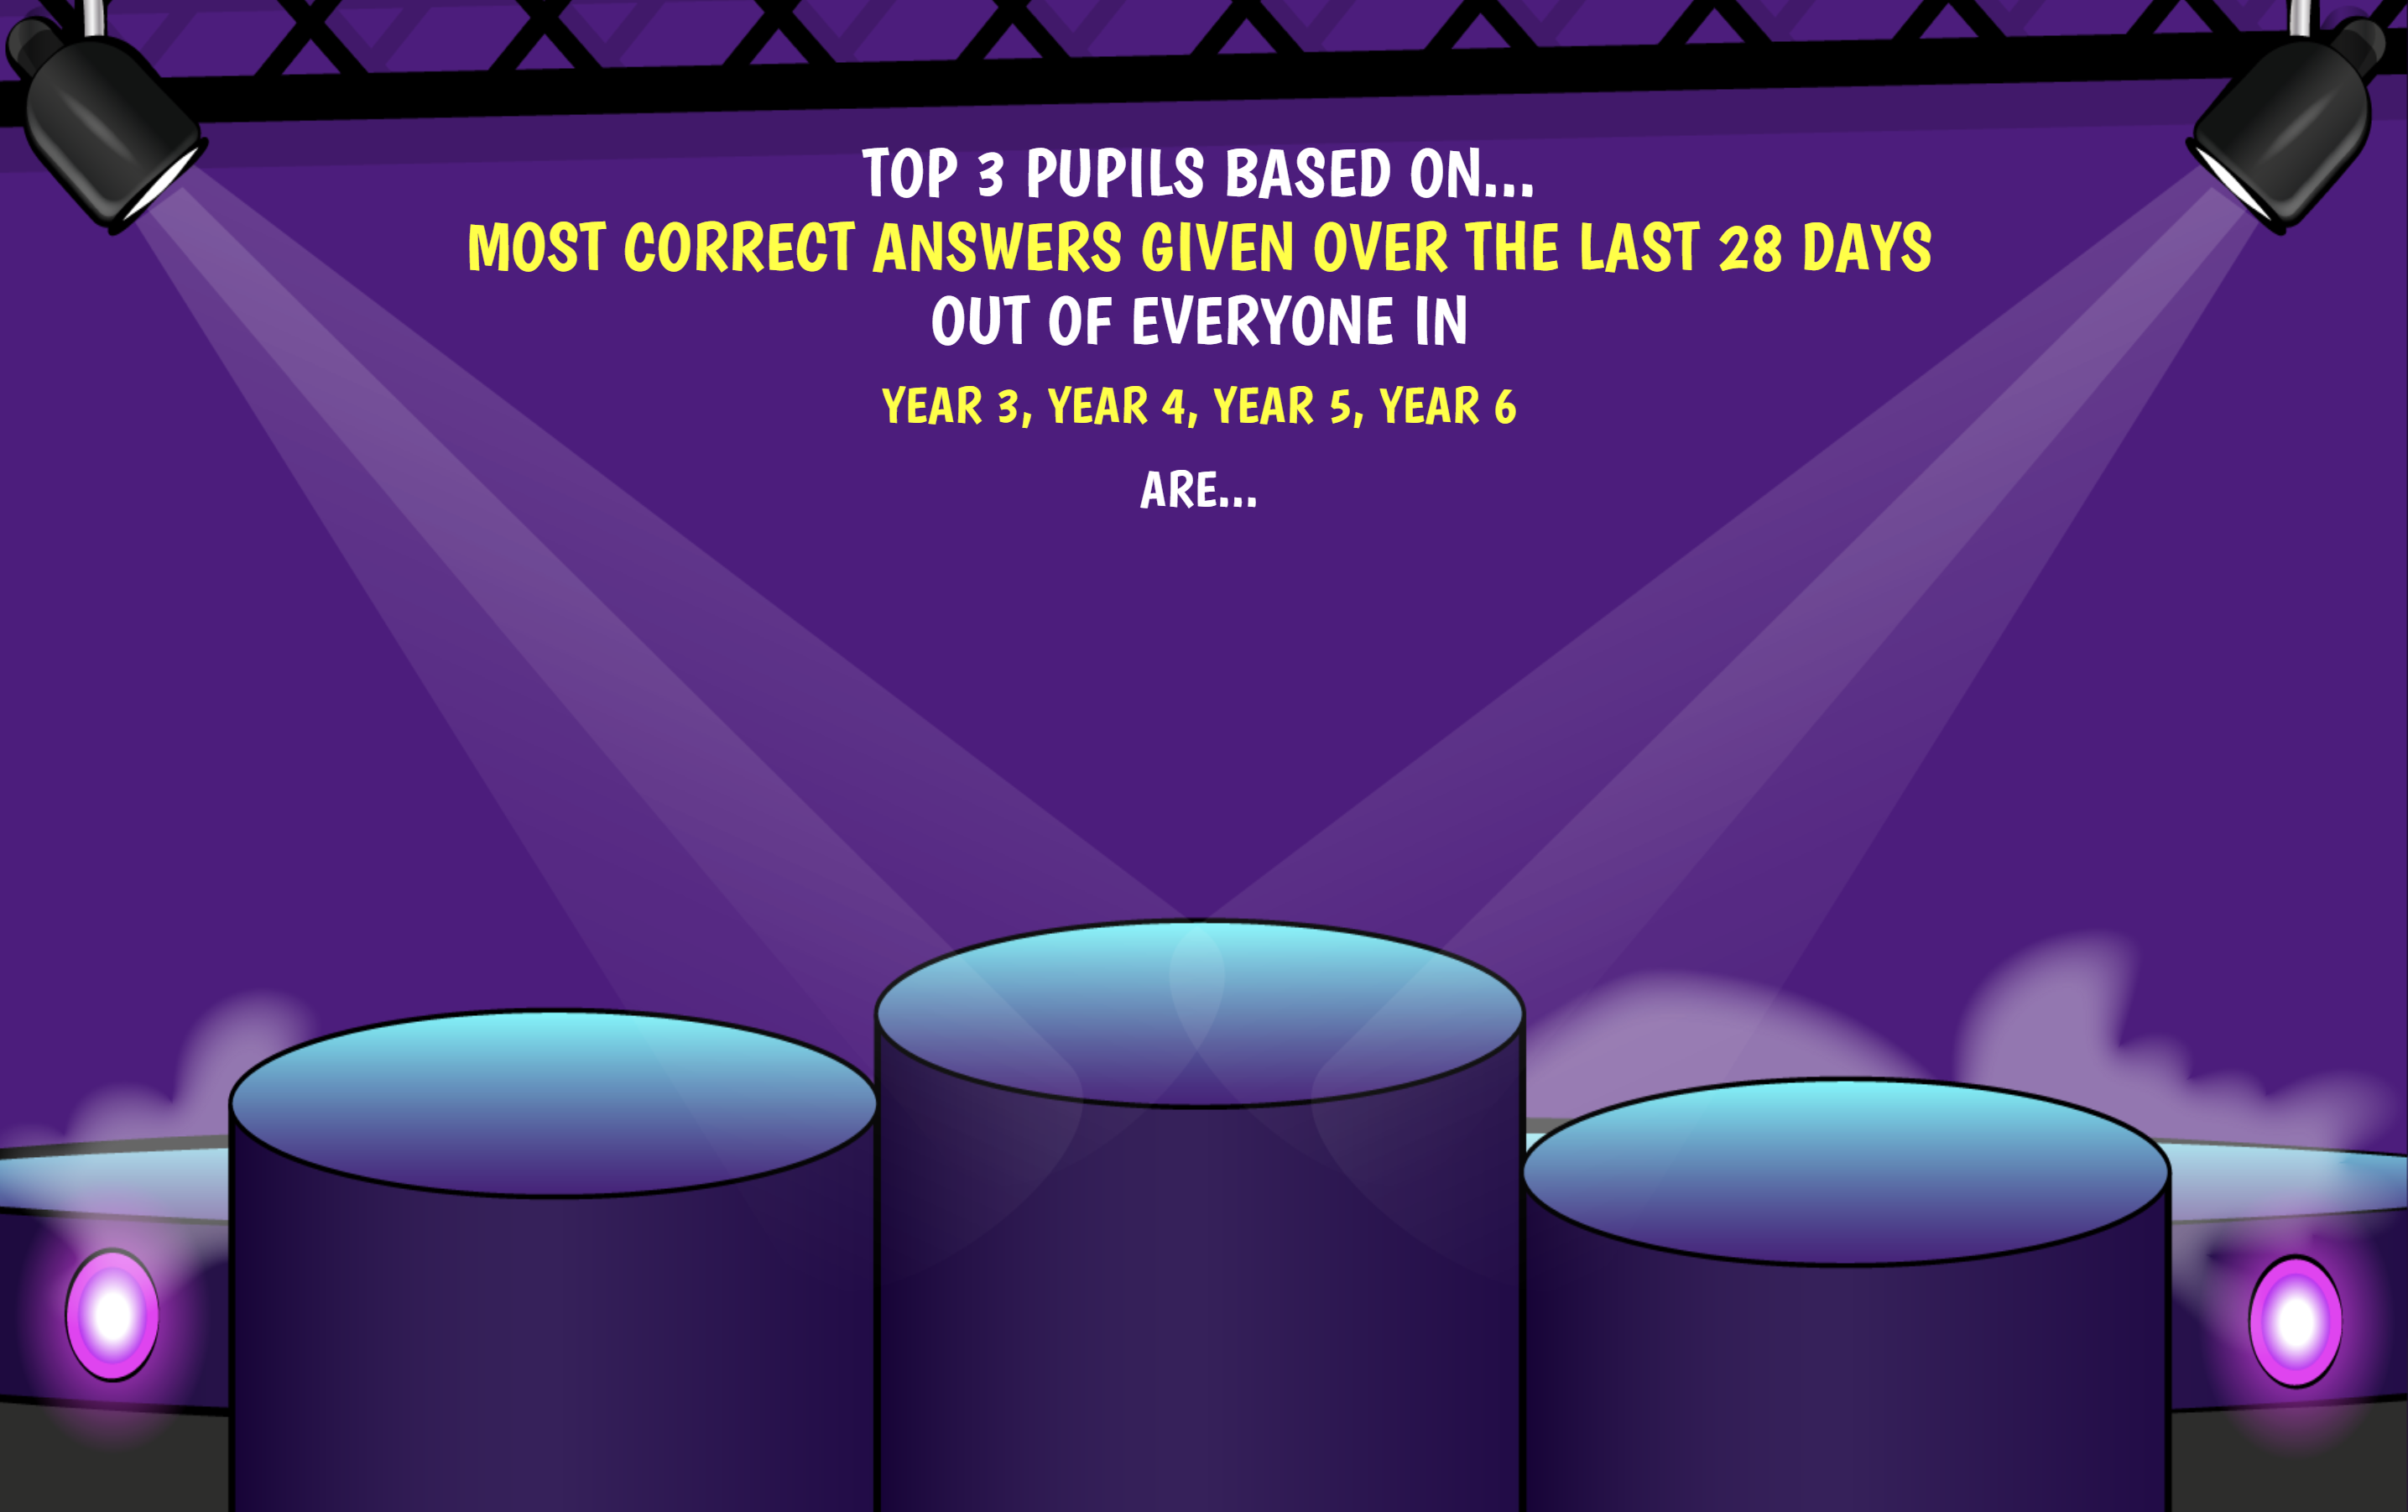 TOP 3 PUPILS BASED ON...
MOST CORRECT ANSWERS GIVEN OVER THE LAST 28 DAYS
OUT OF EVERYONE IN
YEAR 3, YEAR 4, YEAR 5, YEAR 6
ARE...